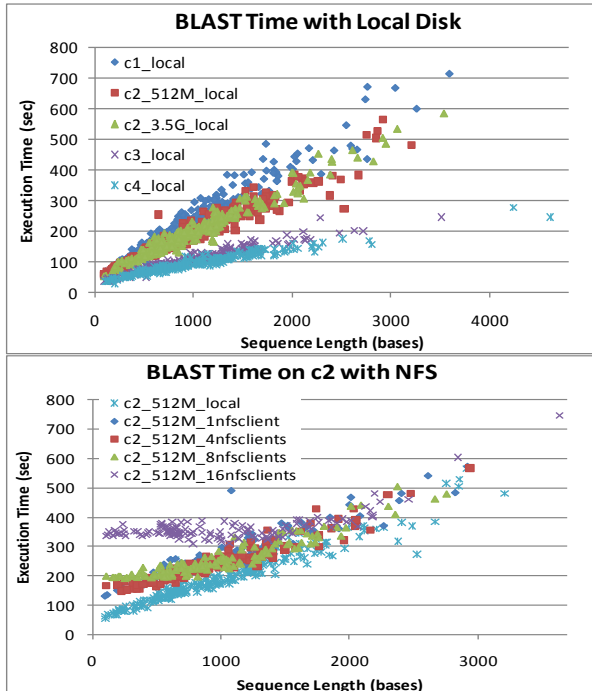 BLAST Time with Local Disk
800
700
600
500
400
300
200
100
0
Execution Time (sec)
c1_local
c2_512M_local
c2_3.5G_local
c3_local
c4_local
0 1000 2000 3000 4000
Sequence Length (bases)
BLAST Time on c2 with NFS
800
700
600
500
400
300
200
100
0
Execution Time (sec)
c2_512M_local
c2_512M_1nfsclient
c2_512M_4nfsclients
c2_512M_8nfsclients
c2_512M_16nfsclients
0 1000 2000 3000
Sequence Length (bases)